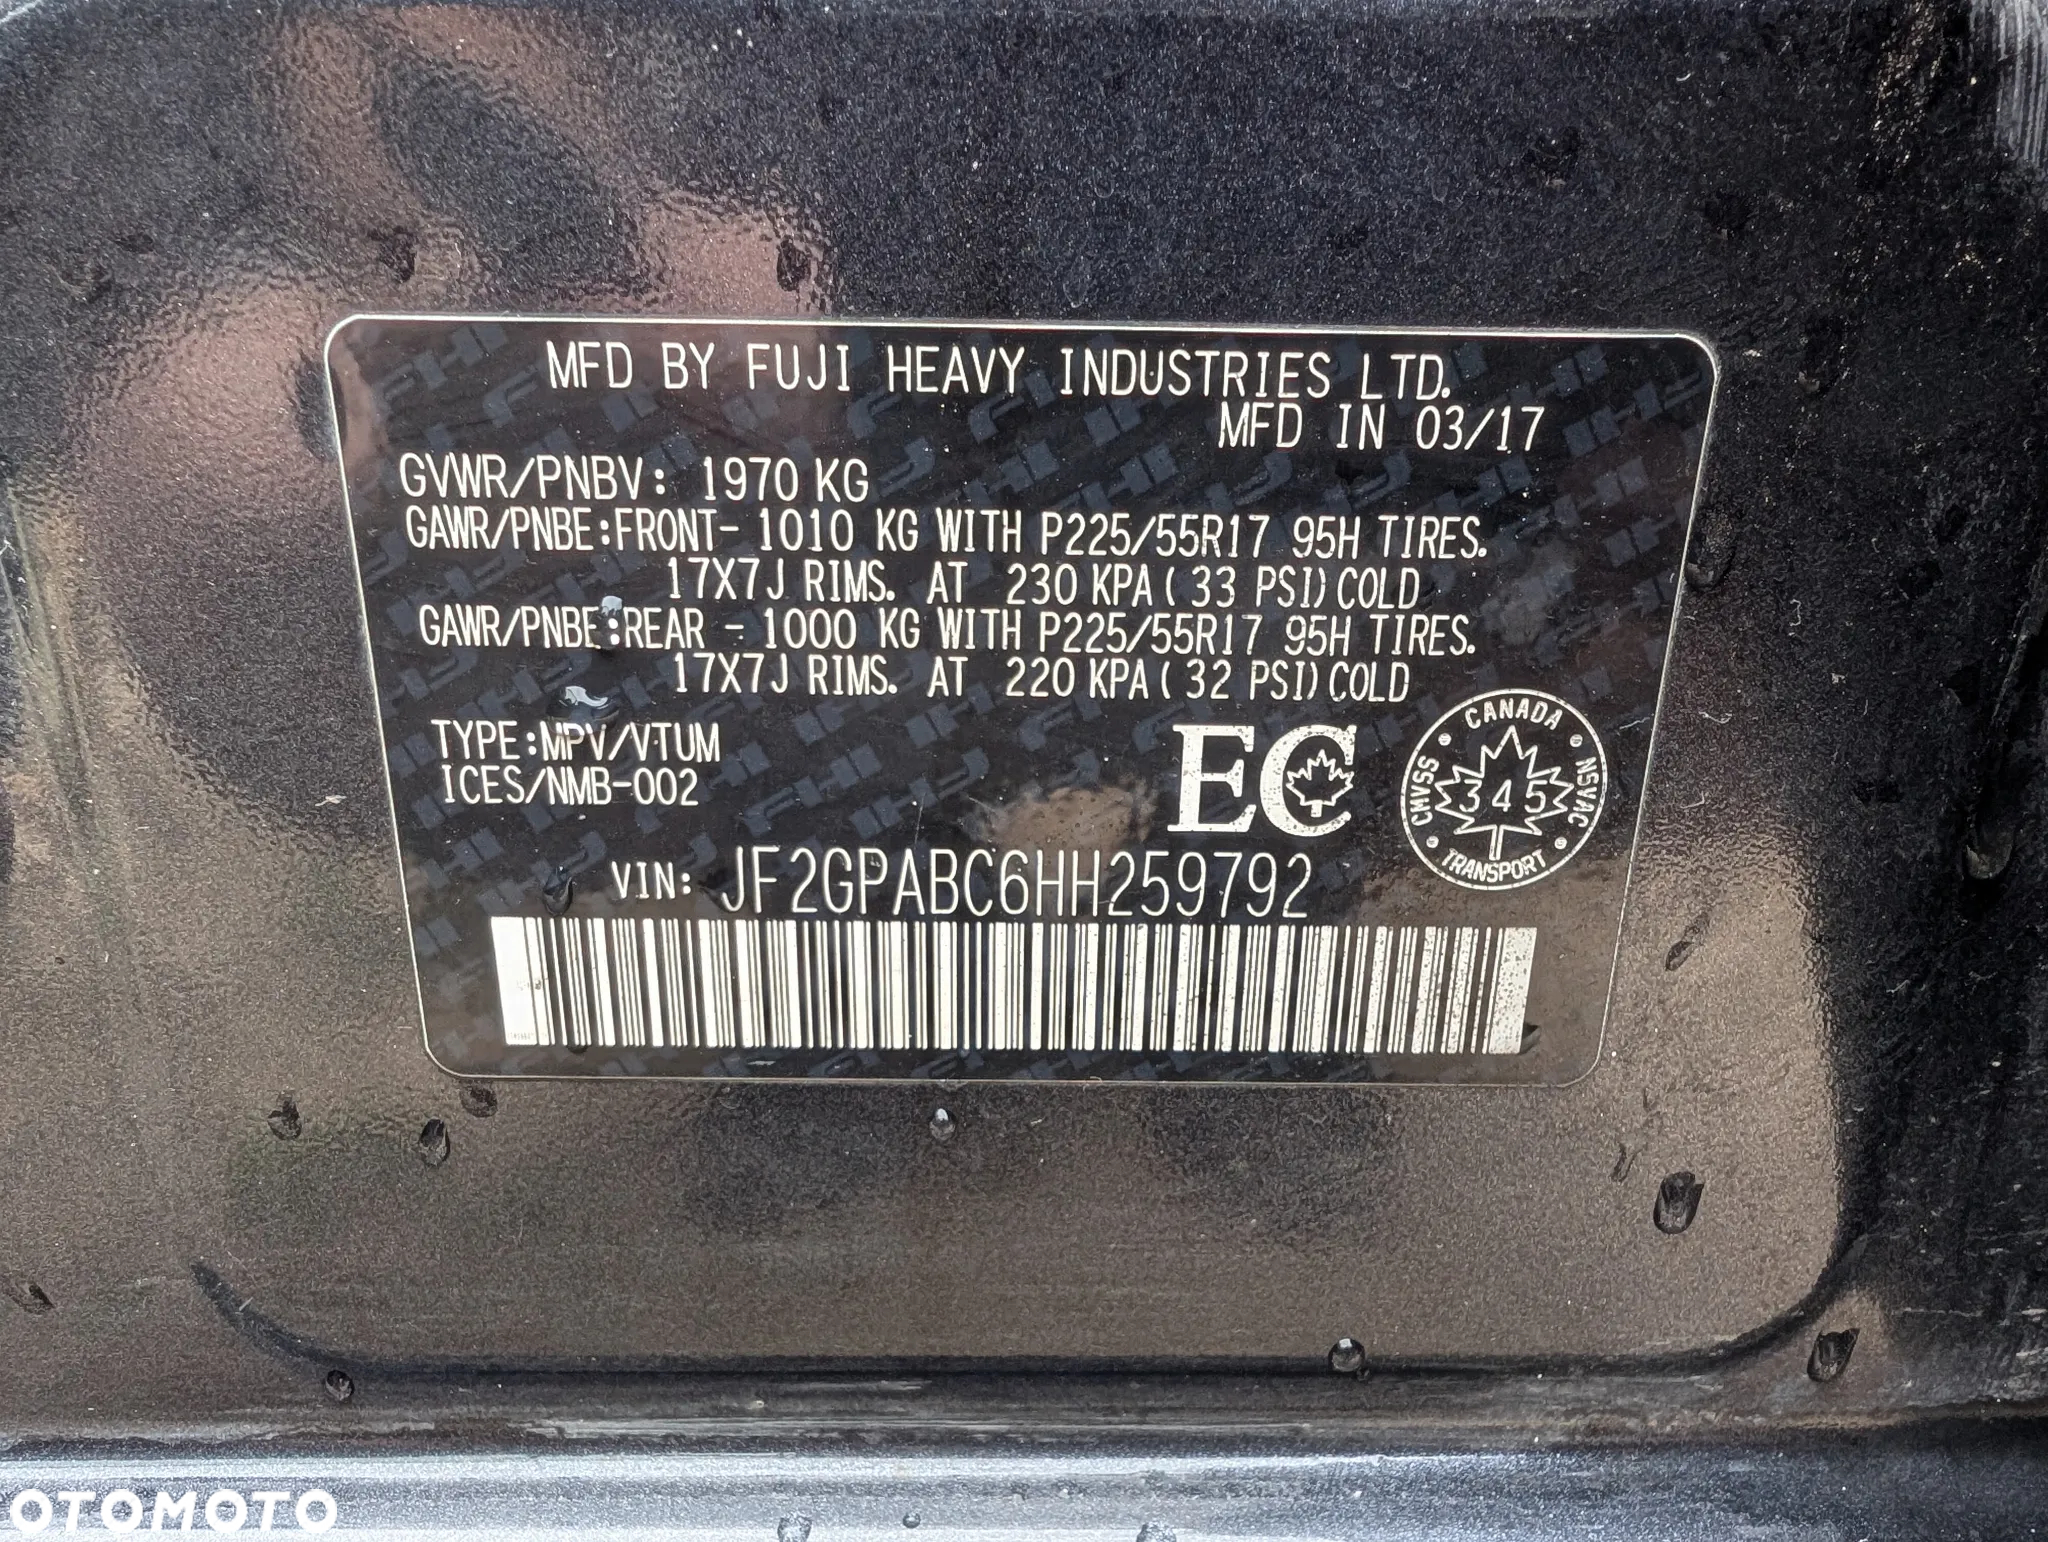 MFD BY FUJI HEAVY INDUSTRIES LTD.
MFD IN 03/17
GVWR/PNBV: 1970 KG
GAWR/PNBE:FRONT- 1010 KG WITH P225/55R17 95H TIRES.
17X7J RIMS. AT 230 KPA( 33 PSI)COLD
GAWR/PNBE:REAR - 1000 KG WITH P225/55R17 95H TIRES.
17X7J RIMS. AT 220 KPA( 32 PSI)COLD
TYPE:MPV/VTUM
ICES/NMB-002
EC
CANADA
CMVSS
345
NSVAC
TRANSPORT
VIN: JF2GPABC6HH259792
OTOMOTO